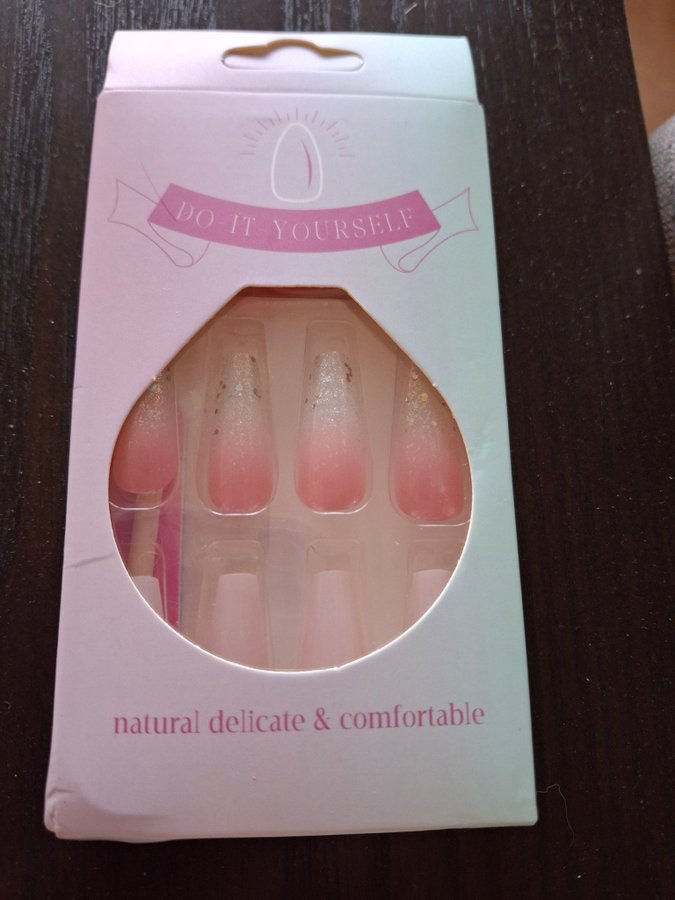 DO IT YOURSELF
natural delicate & comfortable